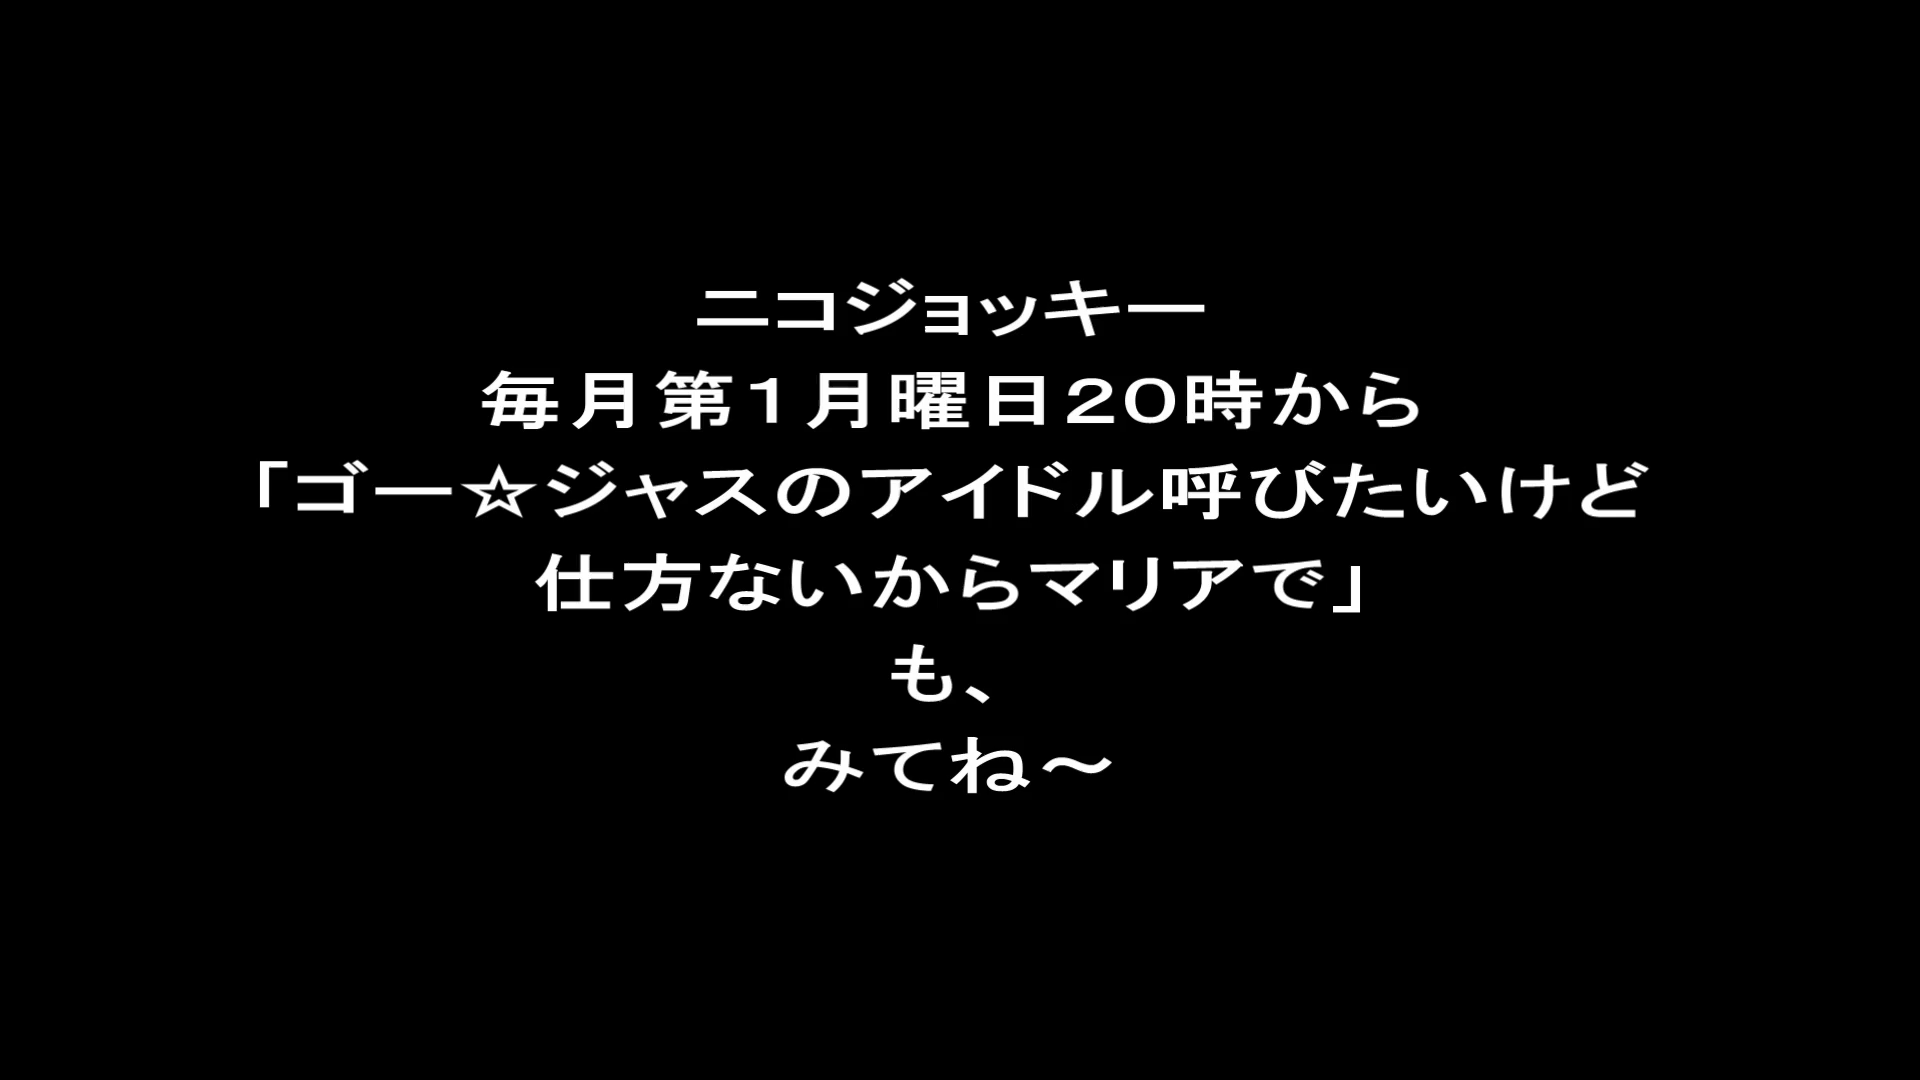 ニコジョッキー
毎月第1月曜日20時から
「ゴー☆ジャスのアイドル呼びたいけど
仕方ないからマリアで」
も、
みてね～